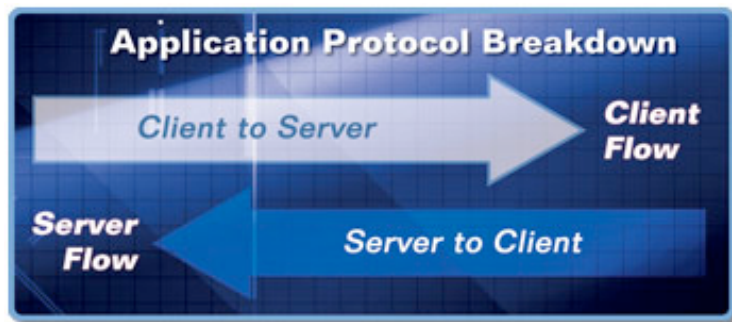 Application Protocol Breakdown
Client to Server
Client
Flow
Server
Flow
Server to Client